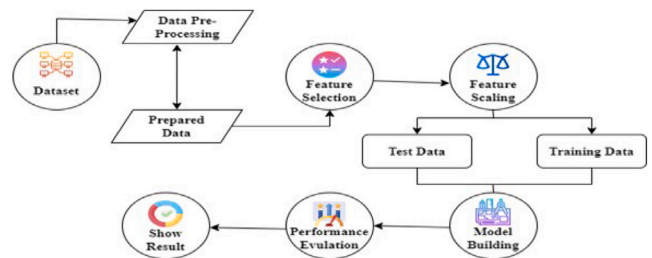 Data Pre-
Processing
Dataset
Prepared
Data
Feature
Selection
Feature
Scaling
Test Data
Training Data
Model
Building
Performance
Evulation
Show
Result